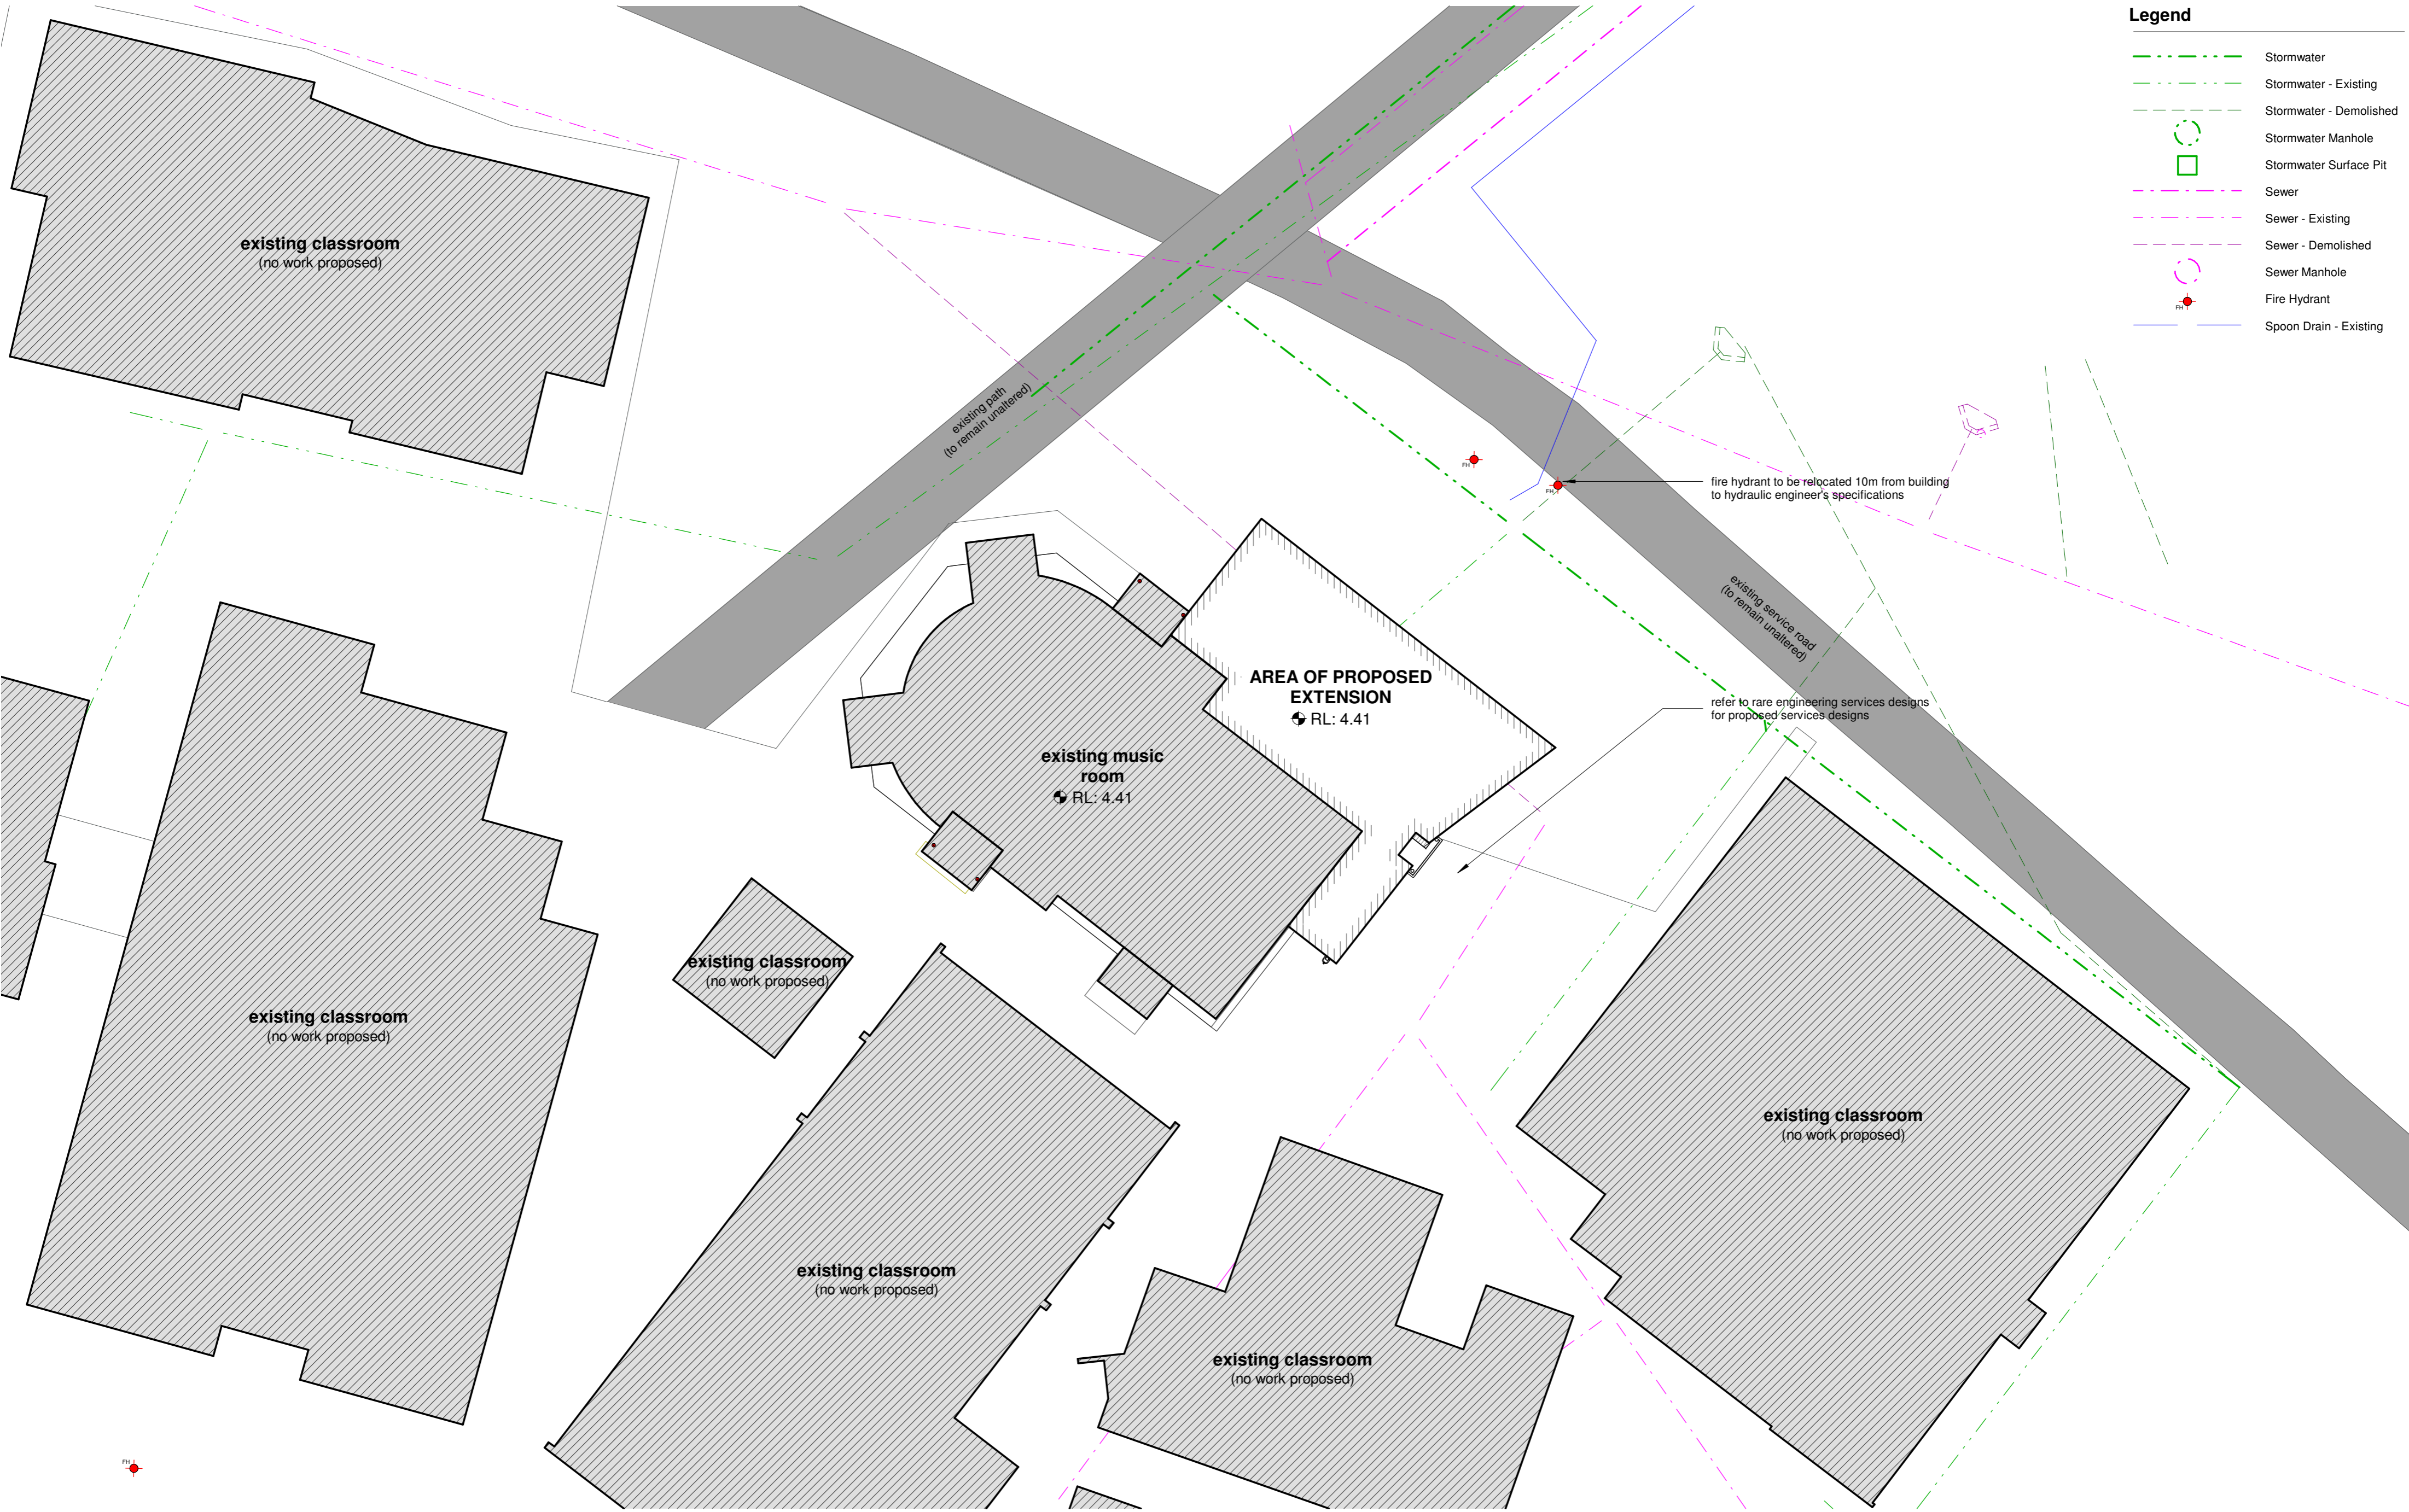 Legend
Stormwater
Stormwater - Existing
Stormwater - Demolished
Stormwater Manhole
Stormwater Surface Pit
Sewer
Sewer - Existing
Sewer - Demolished
Sewer Manhole
FH
Fire Hydrant
Spoon Drain - Existing
existing classroom
(no work proposed)
existing path
(to remain unaltered)
FH
FH
fire hydrant to be relocated 10m from building
to hydraulic engineer's specifications
existing service road
(to remain unaltered)
AREA OF PROPOSED
EXTENSION
RL: 4.41
refer to rare engineering services designs
for proposed services designs
existing music
room
RL: 4.41
existing classroom
(no work proposed)
existing classroom
(no work proposed)
existing classroom
(no work proposed)
existing classroom
(no work proposed)
existing classroom
(no work proposed)
FH